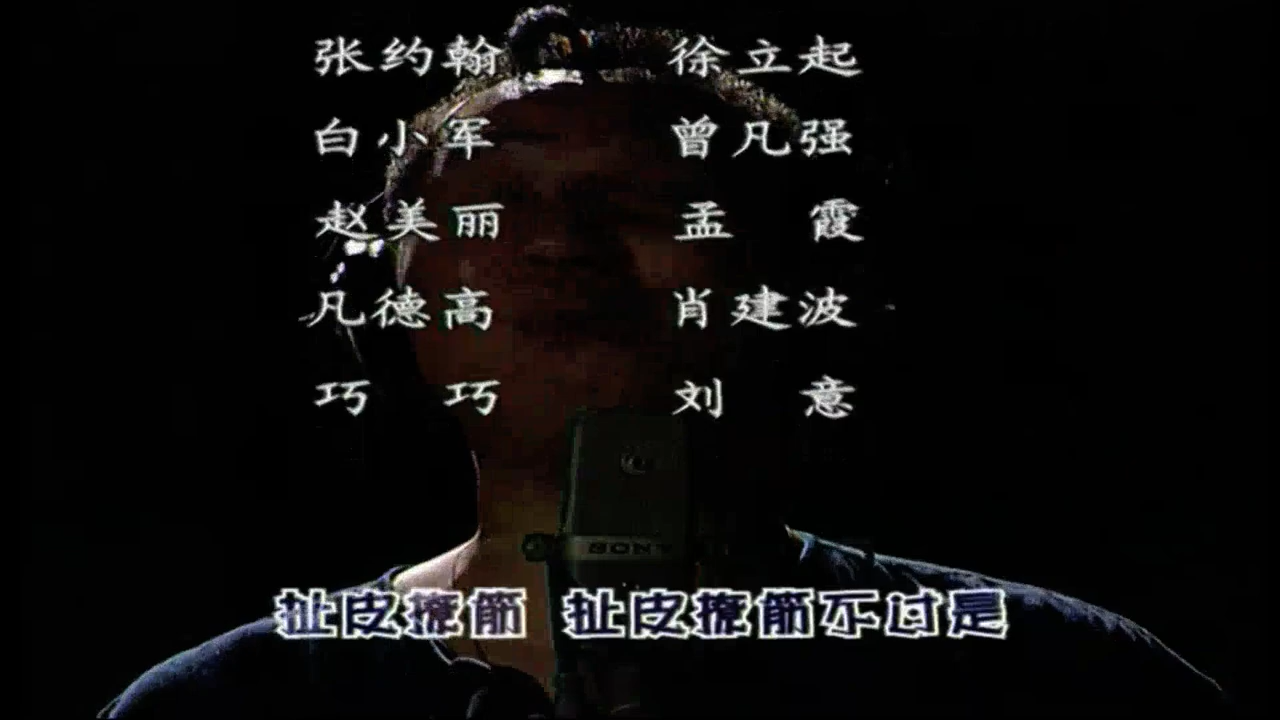 张约翰 徐立起
白小军 曾凡强
赵美丽 孟 霞
凡德高 肖建波
巧 巧 刘 意
SONY
扯皮撩筋 扯皮撩筋不过是